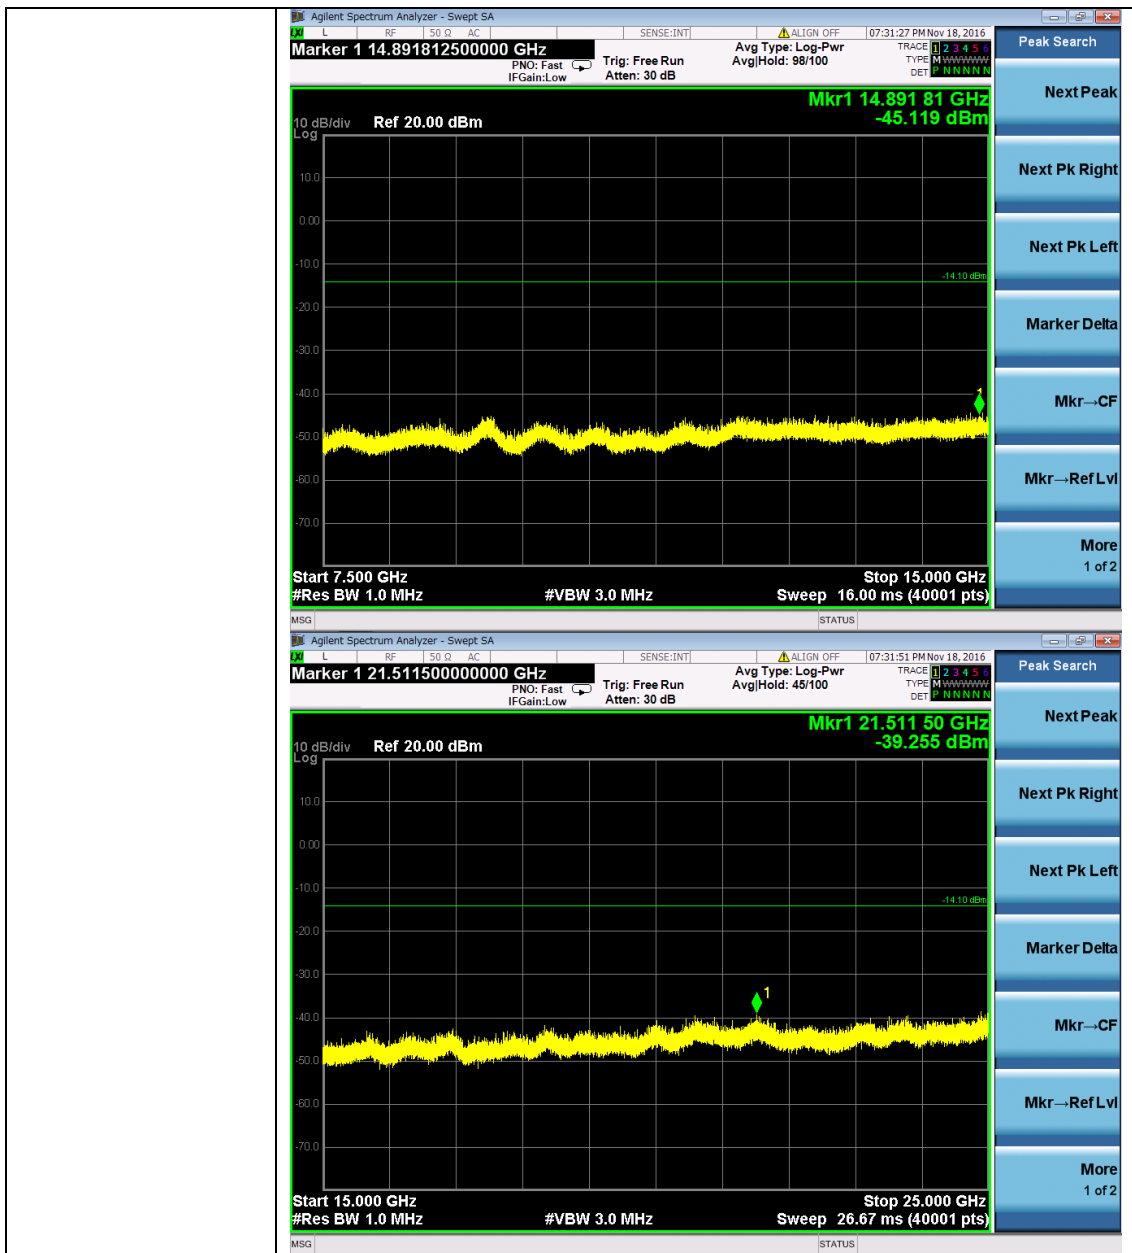 Agilent Spectrum Analyzer - Swept SA
LXI L RF 50 Ω AC SENSE:INT ALIGN OFF 07:31:27 PM Nov 18, 2016
Marker 1 14.891812500000 GHz
PNO: Fast
IFGain:Low
Trig: Free Run
Atten: 30 dB
Avg Type: Log-Pwr
Avg|Hold: 98/100
TRACE 1 2 3 4 5 6
TYPE M WWWWW
DET P N N N N N
Peak Search
Next Peak
Next Pk Right
Next Pk Left
Marker Delta
Mkr→CF
Mkr→Ref Lvl
More
1 of 2
Mkr1 14.891 81 GHz
-45.119 dBm
10 dB/div Ref 20.00 dBm
Log
10.0
0.00
-10.0
-14.10 dBm
-20.0
-30.0
-40.0
1
-50.0
-60.0
-70.0
Start 7.500 GHz Stop 15.000 GHz
#Res BW 1.0 MHz #VBW 3.0 MHz Sweep 16.00 ms (40001 pts)
MSG STATUS
Agilent Spectrum Analyzer - Swept SA
LXI L RF 50 Ω AC SENSE:INT ALIGN OFF 07:31:51 PM Nov 18, 2016
Marker 1 21.511500000000 GHz
PNO: Fast
IFGain:Low
Trig: Free Run
Atten: 30 dB
Avg Type: Log-Pwr
Avg|Hold: 45/100
TRACE 1 2 3 4 5 6
TYPE M WWWWW
DET P N N N N N
Peak Search
Next Peak
Next Pk Right
Next Pk Left
Marker Delta
Mkr→CF
Mkr→Ref Lvl
More
1 of 2
Mkr1 21.511 50 GHz
-39.255 dBm
10 dB/div Ref 20.00 dBm
Log
10.0
0.00
-10.0
-14.10 dBm
-20.0
-30.0
1
-40.0
-50.0
-60.0
-70.0
Start 15.000 GHz Stop 25.000 GHz
#Res BW 1.0 MHz #VBW 3.0 MHz Sweep 26.67 ms (40001 pts)
MSG STATUS